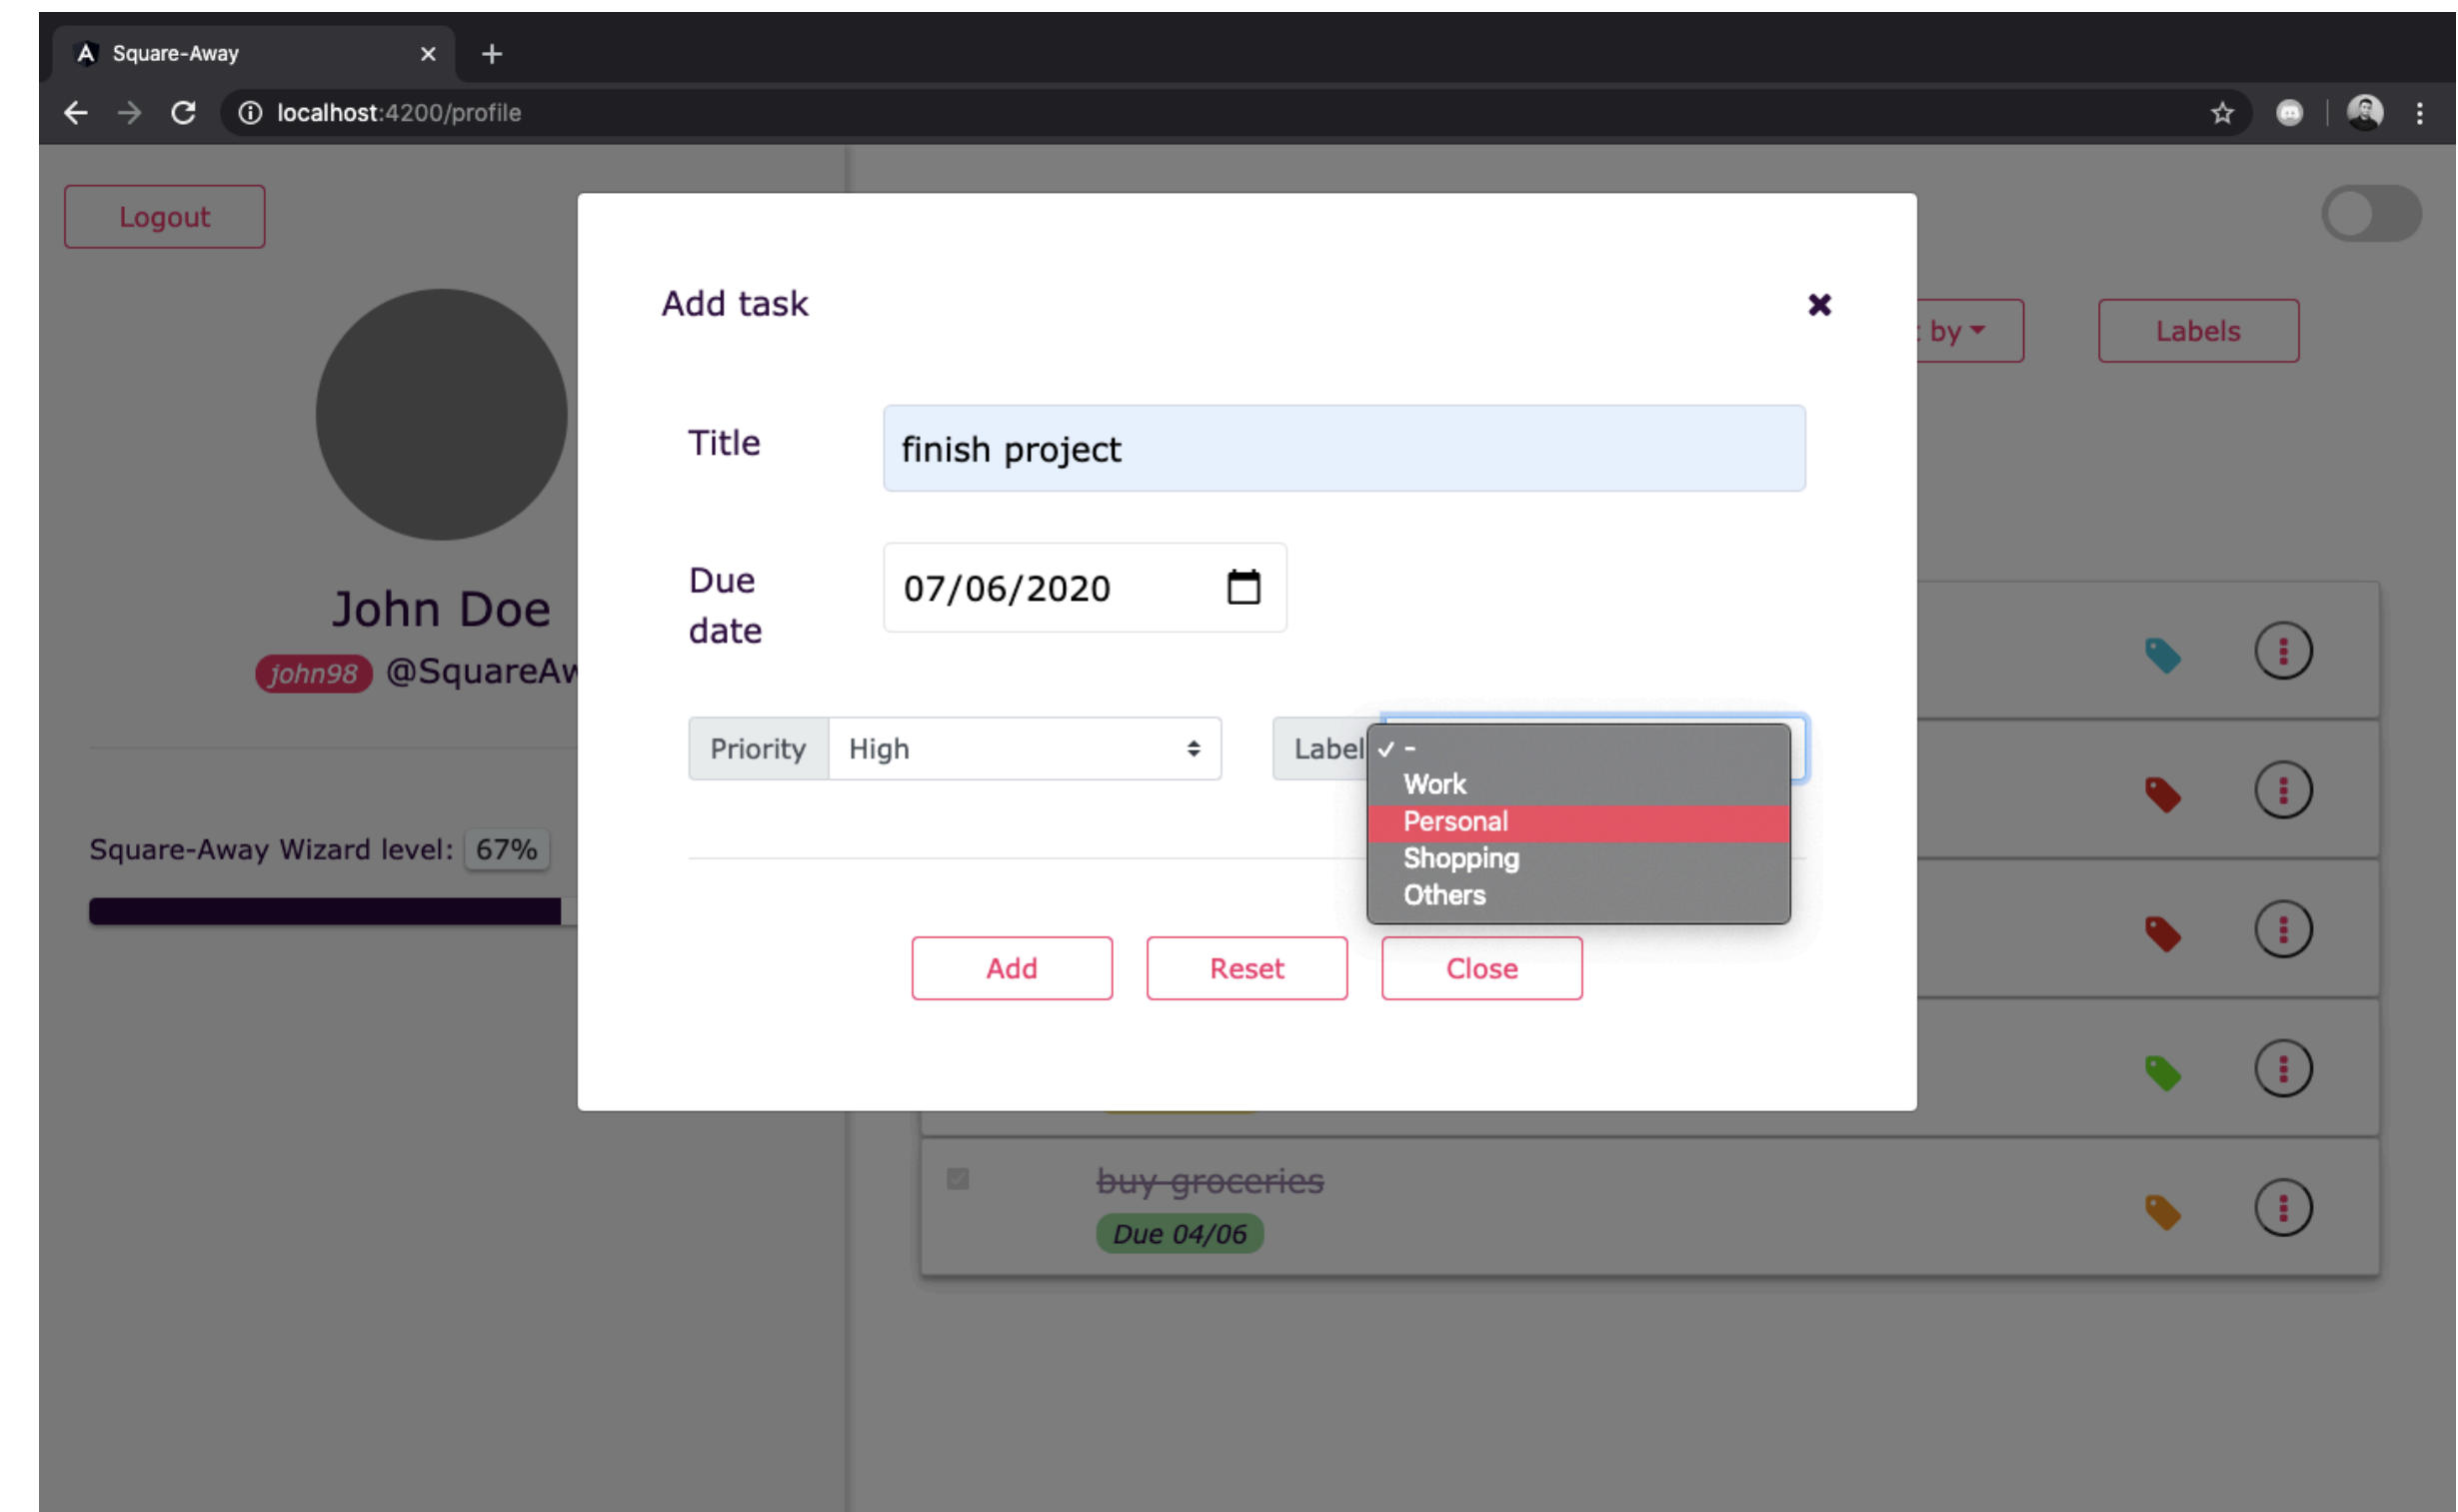 Square-Away
localhost:4200/profile
Logout
Add task
by
Labels
Title
finish project
Due
date
07/06/2020
John Doe
john98 @SquareAw
Priority High
Label
-
Work
Personal
Shopping
Others
Square-Away Wizard level: 67%
Add Reset Close
buy groceries
Due 04/06